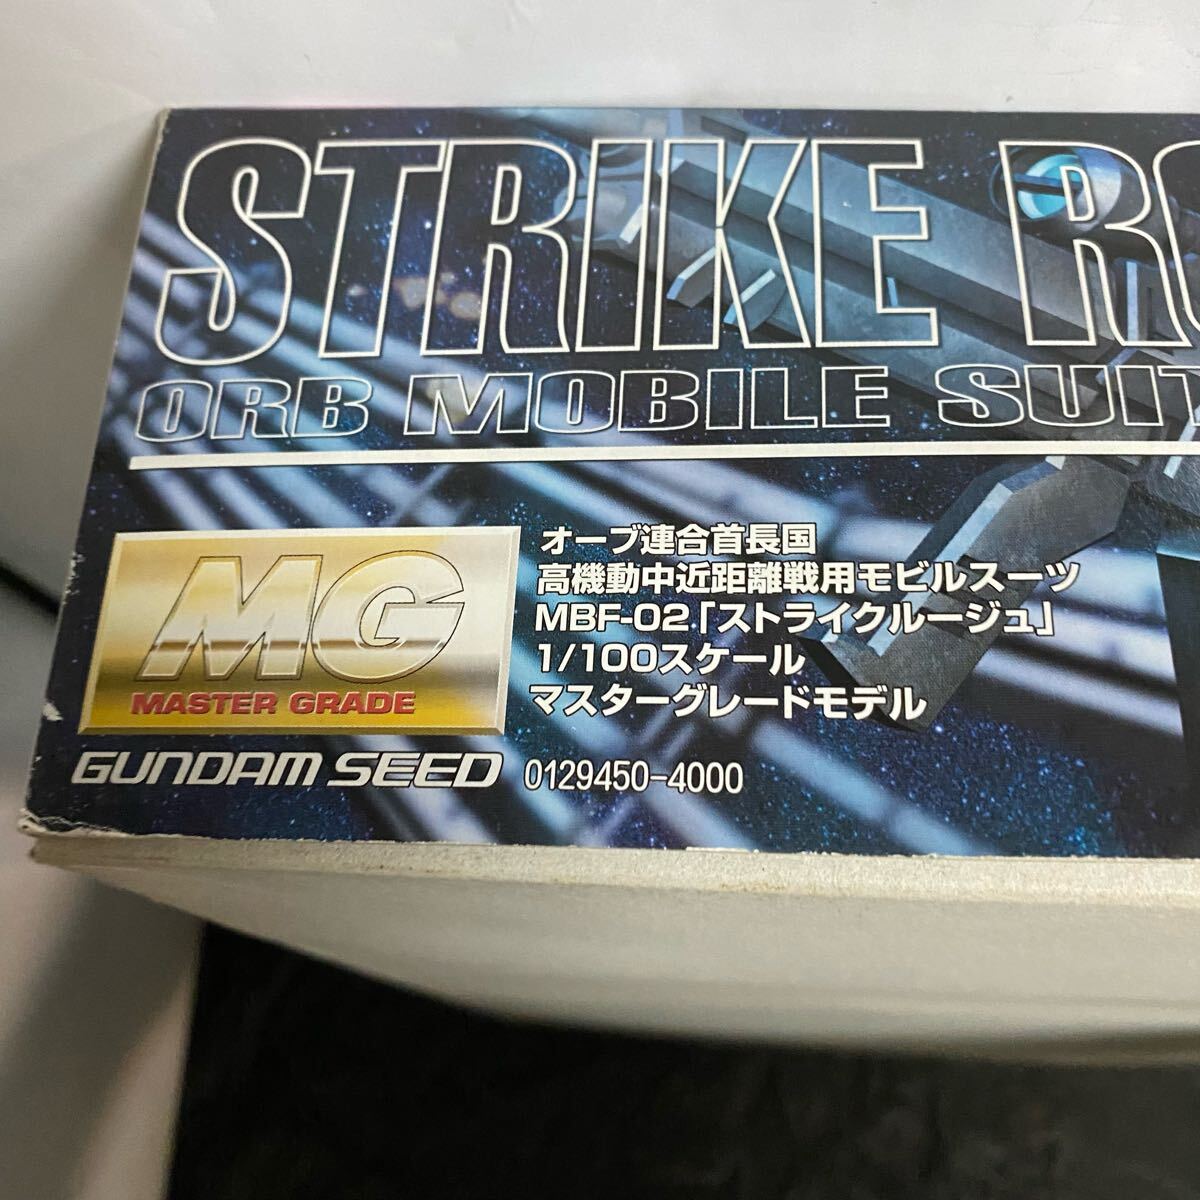 STRIKE
ORB MOBILE SUIT
MG
MASTER GRADE
GUNDAM SEED
オーブ連合首長国
高機動中近距離戦用モビルスーツ
MBF-02「ストライクルージュ」
1/100スケール
マスターグレードモデル
0129450-4000